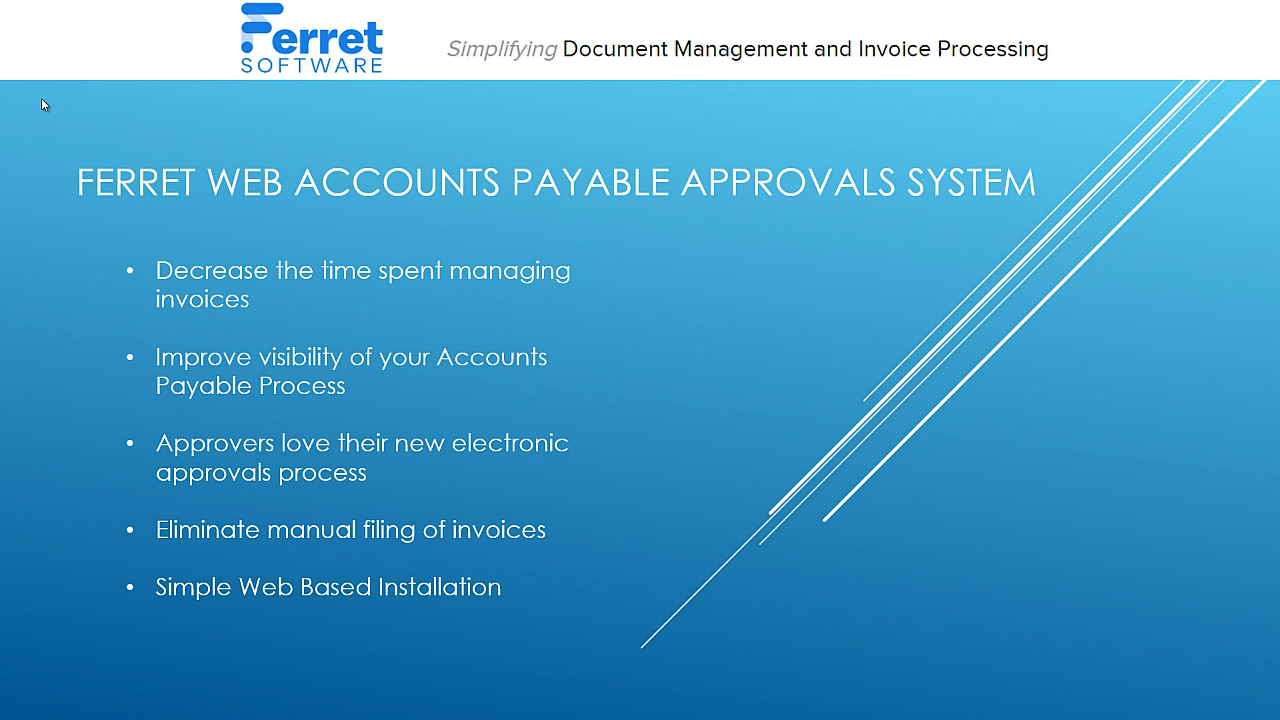 Ferret
SOFTWARE
Simplifying Document Management and Invoice Processing
FERRET WEB ACCOUNTS PAYABLE APPROVALS SYSTEM
• Decrease the time spent managing
invoices
• Improve visibility of your Accounts
Payable Process
• Approvers love their new electronic
approvals process
• Eliminate manual filing of invoices
• Simple Web Based Installation